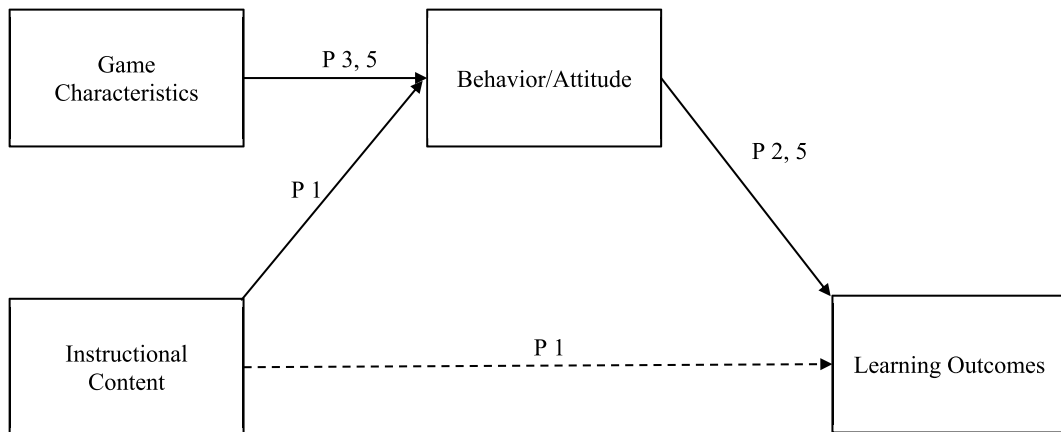 Game
Characteristics
P 3, 5
Behavior/Attitude
P 2, 5
P 1
Instructional
Content
P 1
Learning Outcomes